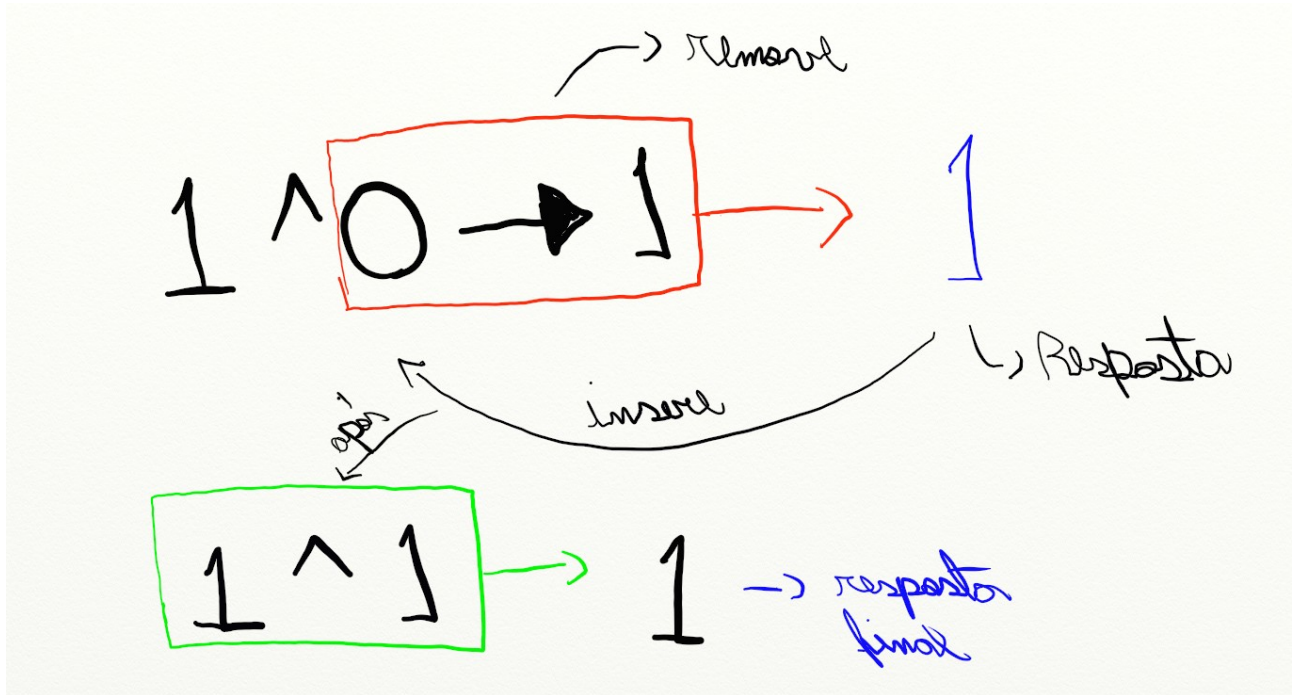 remove
1 ^ 0 → 1 → 1
Resposta
insere
após
1 ^ 1 → 1 → resposta
final